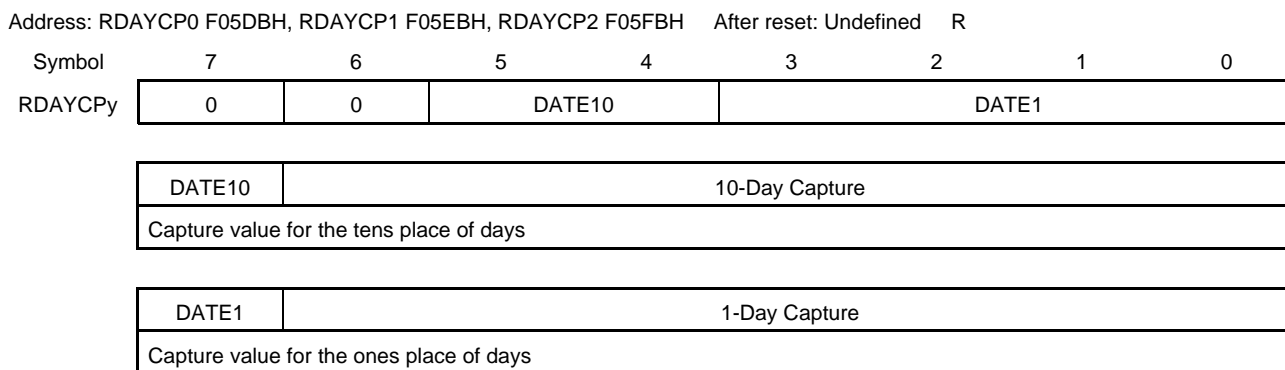 Address: RDAYCP0 F05DBH, RDAYCP1 F05EBH, RDAYCP2 F05FBH After reset: Undefined R
Symbol 7 6 5 4 3 2 1 0
RDAYCPy 0 0 DATE10 DATE1
DATE10 10-Day Capture
Capture value for the tens place of days
DATE1 1-Day Capture
Capture value for the ones place of days